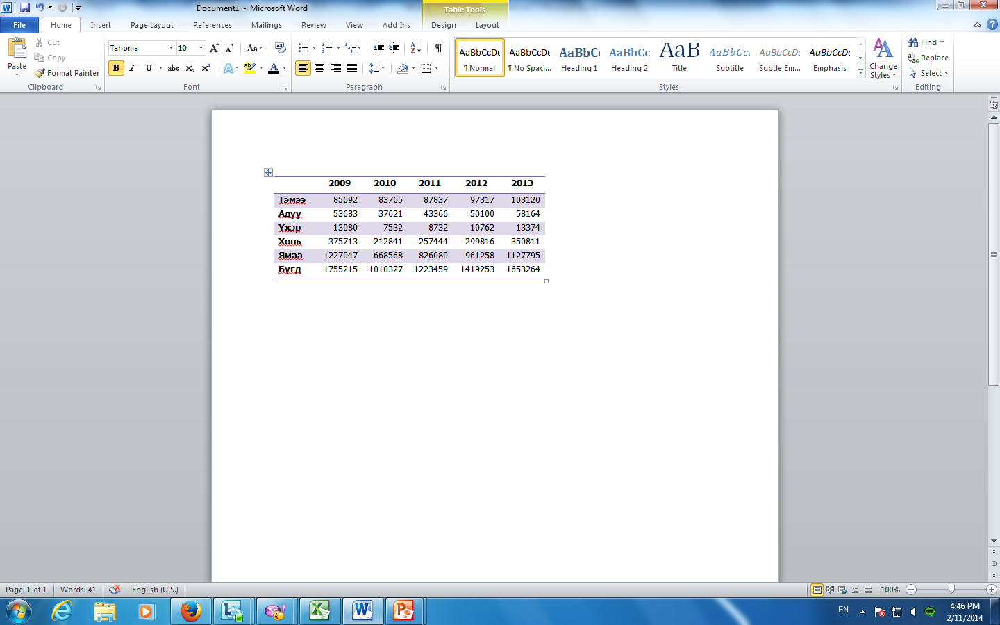 Document1 - Microsoft Word
Table Tools
File Home Insert Page Layout References Mailings Review View Add-Ins Design Layout
Paste
Cut
Copy
Format Painter
Clipboard
Tahoma 10
Font
Paragraph
AaBbCcDc AaBbCcDc AaBbCc AaBbCc AaB AaBbCc. AaBbCcDc AaBbCcDc
¶ Normal ¶ No Spaci... Heading 1 Heading 2 Title Subtitle Subtle Em... Emphasis
Change Styles
Styles
Find
Replace
Select
Editing
2009 2010 2011 2012 2013
Тэмээ 85692 83765 87837 97317 103120
Адуу 53683 37621 43366 50100 58164
Үхэр 13080 7532 8732 10762 13374
Хонь 375713 212841 257444 299816 350811
Ямаа 1227047 668568 826080 961258 1127795
Бүгд 1755215 1010327 1223459 1419253 1653264
Page: 1 of 1 Words: 41 English (U.S.) 100%
EN
4:46 PM
2/11/2014